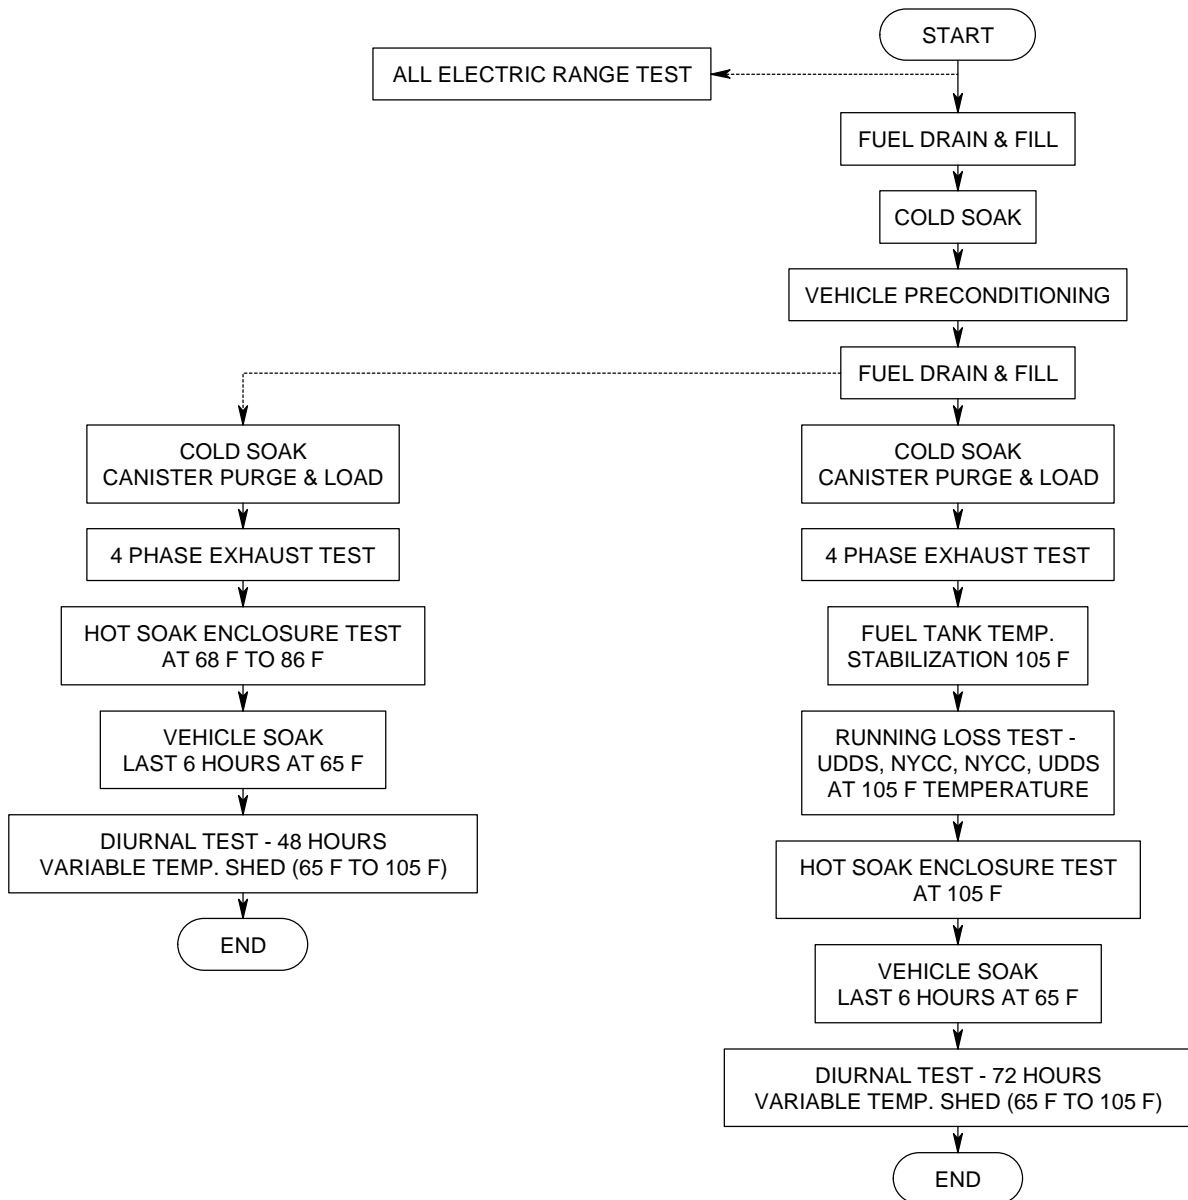 START
ALL ELECTRIC RANGE TEST
FUEL DRAIN & FILL
COLD SOAK
VEHICLE PRECONDITIONING
FUEL DRAIN & FILL
COLD SOAK
CANISTER PURGE & LOAD
4 PHASE EXHAUST TEST
HOT SOAK ENCLOSURE TEST
AT 68 F TO 86 F
VEHICLE SOAK
LAST 6 HOURS AT 65 F
DIURNAL TEST - 48 HOURS
VARIABLE TEMP. SHED (65 F TO 105 F)
END
COLD SOAK
CANISTER PURGE & LOAD
4 PHASE EXHAUST TEST
FUEL TANK TEMP.
STABILIZATION 105 F
RUNNING LOSS TEST -
UDDS, NYCC, NYCC, UDDS
AT 105 F TEMPERATURE
HOT SOAK ENCLOSURE TEST
AT 105 F
VEHICLE SOAK
LAST 6 HOURS AT 65 F
DIURNAL TEST - 72 HOURS
VARIABLE TEMP. SHED (65 F TO 105 F)
END